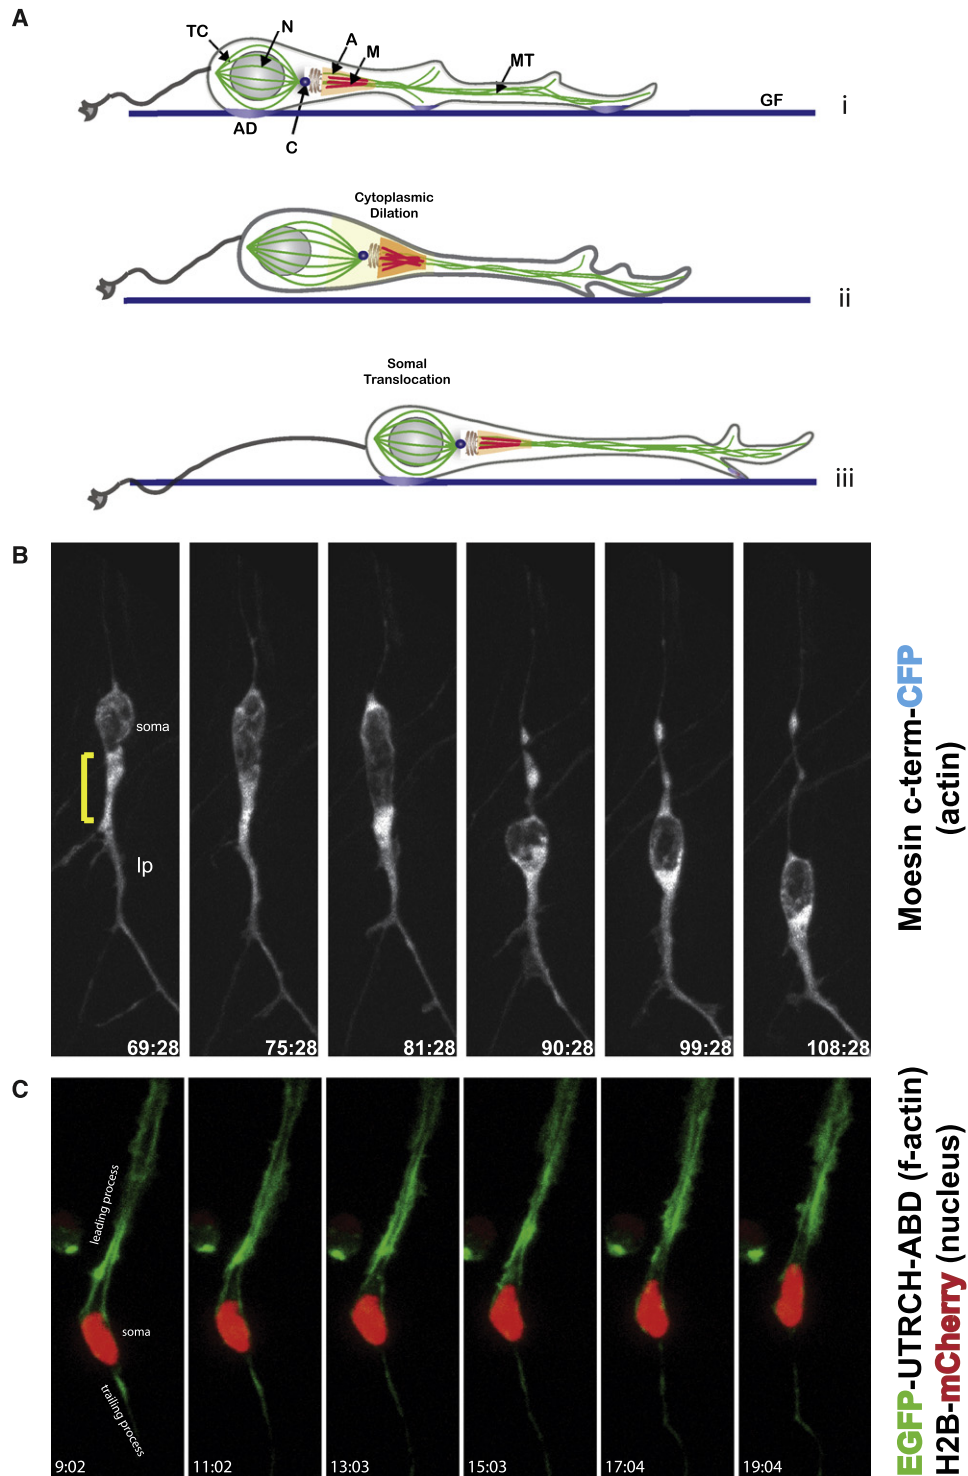 A
TC
N
A
M
MT
GF
AD
C
i
Cytoplasmic
Dilation
ii
Somal
Translocation
iii
B
soma
lp
69:28
75:28
81:28
90:28
99:28
108:28
Moesin c-term-CFP
(actin)
C
leading process
soma
trailing process
9:02
11:02
13:03
15:03
17:04
19:04
EGFP-UTRCH-ABD (f-actin)
H2B-mCherry (nucleus)